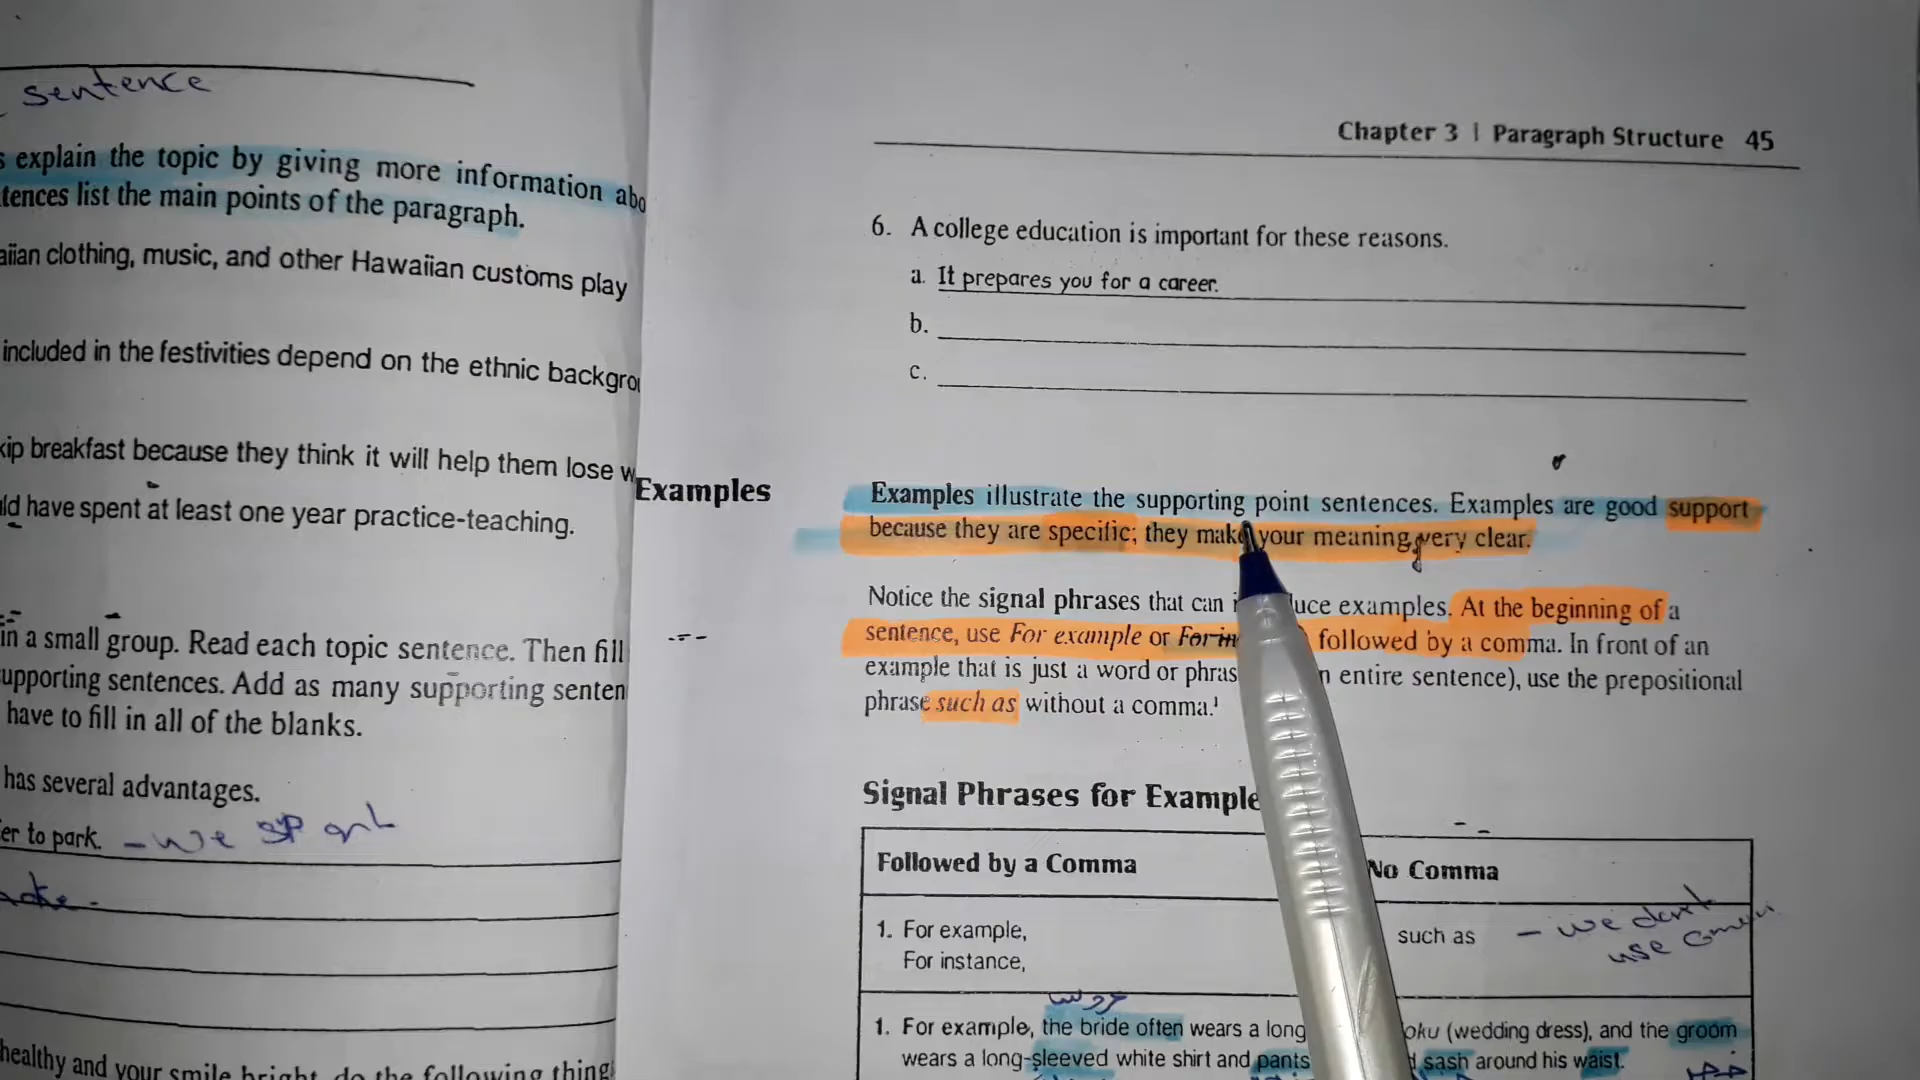 sentence
explain the topic by giving more information
tences list the main points of the paragraph.
aiian clothing, music, and other Hawaiian customs play
included in the festivities depend on the ethnic backgro
kip breakfast because they think it will help them lose w
ld have spent at least one year practice-teaching.
in a small group. Read each topic sentence. Then fill
upporting sentences. Add as many supporting senten
have to fill in all of the blanks.
has several advantages.
er to park. - we
healthy and your smile bright, do the following thing
Chapter 3 | Paragraph Structure 45
6. A college education is important for these reasons.
a. It prepares you for a career.
b.
c.
Examples
Examples illustrate the supporting point sentences. Examples are good support
because they are specific; they make your meaning very clear.
Notice the signal phrases that can uce examples. At the beginning of a
sentence, use For example or For in followed by a comma. In front of an
example that is just a word or phras n entire sentence), use the prepositional
phrase such as without a comma.¹
Signal Phrases for Example
Followed by a Comma No Comma
1. For example, such as - we don't
For instance, use
عروس
1. For example, the bride often wears a long oku (wedding dress), and the groom
wears a long-sleeved white shirt and pants sash around his waist.